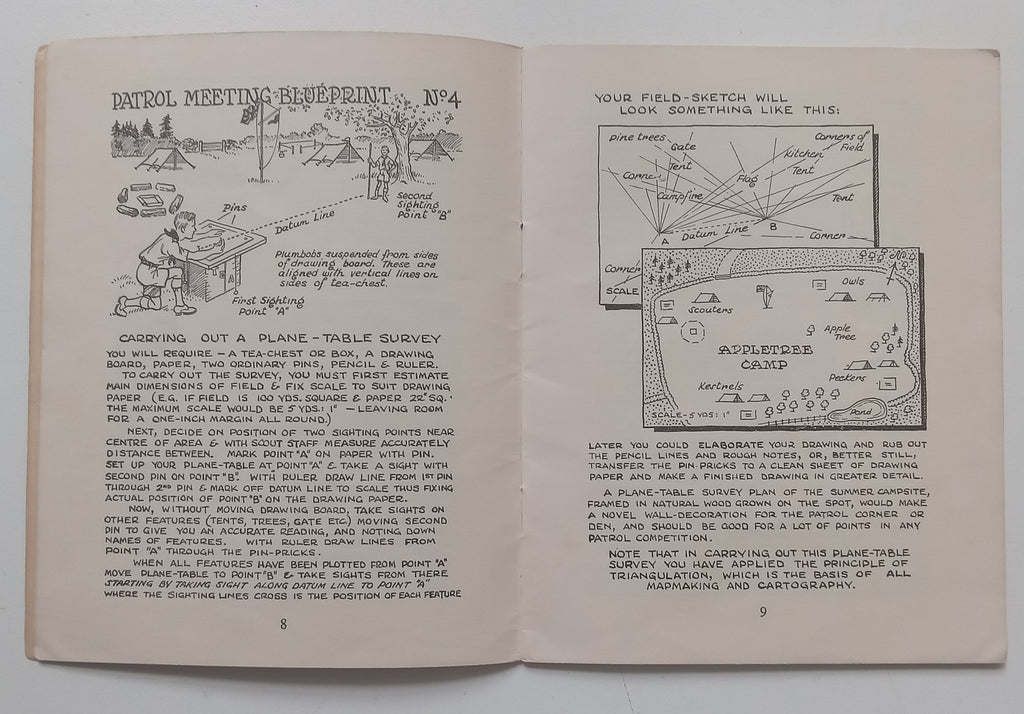 PATROL MEETING BLUEPRINT Nº4
Pins
Datum Line
Second
Sighting
Point "B"
Plumbobs suspended from sides
of drawing board. These are
aligned with vertical lines on
sides of tea-chest.
First Sighting
Point "A"
CARRYING OUT A PLANE-TABLE SURVEY
YOU WILL REQUIRE – A TEA-CHEST OR BOX, A DRAWING
BOARD, PAPER, TWO ORDINARY PINS, PENCIL & RULER.
TO CARRY OUT THE SURVEY, YOU MUST FIRST ESTIMATE
MAIN DIMENSIONS OF FIELD & FIX SCALE TO SUIT DRAWING
PAPER (E.G. IF FIELD IS 100 YDS. SQUARE & PAPER 22" SQ.
THE MAXIMUM SCALE WOULD BE 5 YDS: 1" – LEAVING ROOM
FOR A ONE-INCH MARGIN ALL ROUND.)
NEXT, DECIDE ON POSITION OF TWO SIGHTING POINTS NEAR
CENTRE OF AREA & WITH SCOUT STAFF MEASURE ACCURATELY
DISTANCE BETWEEN. MARK POINT "A" ON PAPER WITH PIN.
SET UP YOUR PLANE-TABLE AT POINT "A" & TAKE A SIGHT WITH
SECOND PIN ON POINT "B". WITH RULER DRAW LINE FROM 1ST PIN
THROUGH 2ND PIN & MARK OFF DATUM LINE TO SCALE THUS FIXING
ACTUAL POSITION OF POINT "B" ON THE DRAWING PAPER.
NOW, WITHOUT MOVING DRAWING BOARD, TAKE SIGHTS ON
OTHER FEATURES (TENTS, TREES, GATE ETC.) MOVING SECOND
PIN TO GIVE YOU AN ACCURATE READING, AND NOTING DOWN
NAMES OF FEATURES. WITH RULER DRAW LINES FROM
POINT "A" THROUGH THE PIN-PRICKS.
WHEN ALL FEATURES HAVE BEEN PLOTTED FROM POINT "A"
MOVE PLANE-TABLE TO POINT "B" & TAKE SIGHTS FROM THERE
STARTING BY TAKING SIGHT ALONG DATUM LINE TO POINT "A"
WHERE THE SIGHTING LINES CROSS IS THE POSITION OF EACH FEATURE
8
YOUR FIELD-SKETCH WILL
LOOK SOMETHING LIKE THIS:
pine trees
Gate
Tent
Corners of
Field
Kitchen
Tent
Flag
Campfire
Tent
A
Datum Line
B
Corner
Corner
SCALE
Owls
Scouters
Apple
Tree
APPLETREE
CAMP
Kestrels
Peckers
SCALE – 5 YDS: 1"
Pond
LATER YOU COULD ELABORATE YOUR DRAWING AND RUB OUT
THE PENCIL LINES AND ROUGH NOTES, OR, BETTER STILL,
TRANSFER THE PIN-PRICKS TO A CLEAN SHEET OF DRAWING
PAPER AND MAKE A FINISHED DRAWING IN GREATER DETAIL.
A PLANE-TABLE SURVEY PLAN OF THE SUMMER CAMPSITE,
FRAMED IN NATURAL WOOD GROWN ON THE SPOT, WOULD MAKE
A NOVEL WALL-DECORATION FOR THE PATROL CORNER OR
DEN, AND SHOULD BE GOOD FOR A LOT OF POINTS IN ANY
PATROL COMPETITION.
NOTE THAT IN CARRYING OUT THIS PLANE-TABLE
SURVEY YOU HAVE APPLIED THE PRINCIPLE OF
TRIANGULATION, WHICH IS THE BASIS OF ALL
MAPMAKING AND CARTOGRAPHY.
9